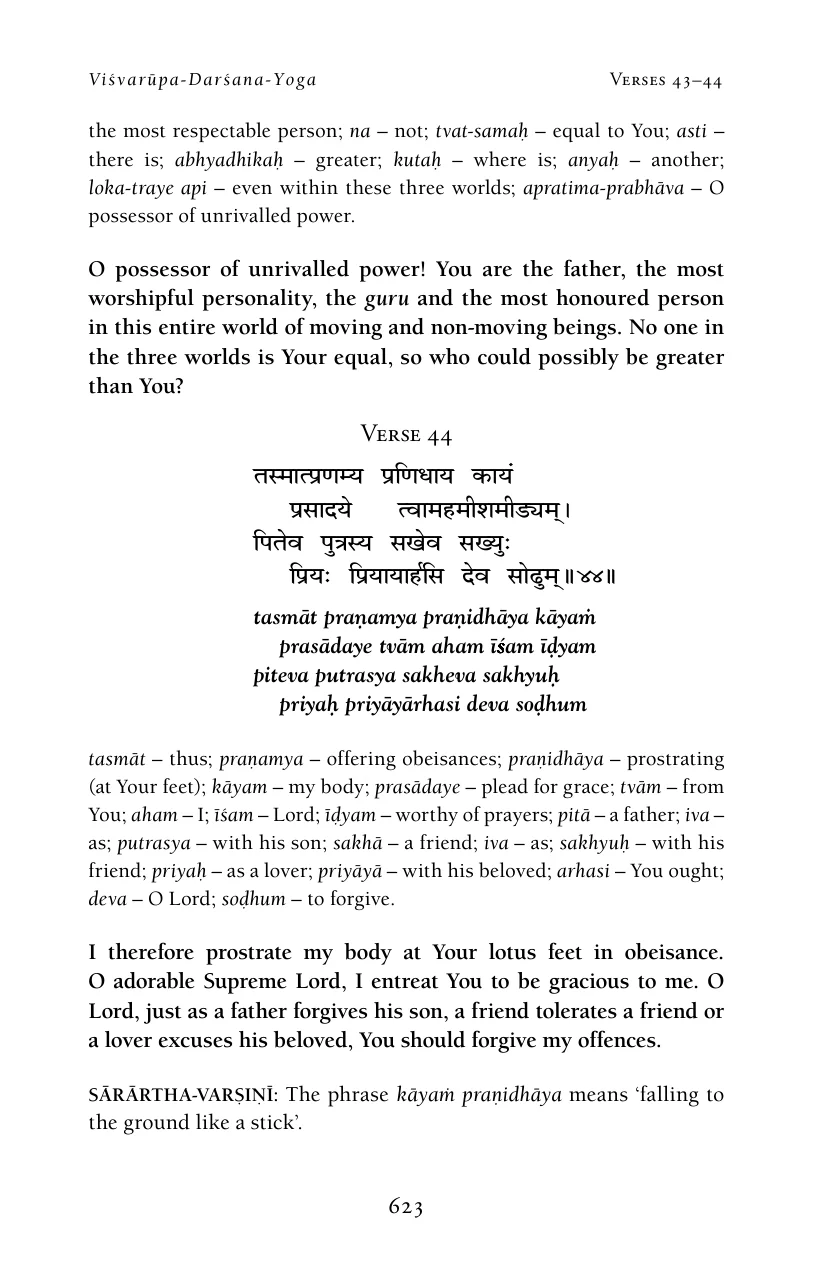 Viśvarūpa-Darśana-Yoga
Verses 43–44
the most respectable person; na – not; tvat-samaḥ – equal to You; asti –
there is; abhyadhikaḥ – greater; kutaḥ – where is; anyaḥ – another;
loka-traye api – even within these three worlds; apratima-prabhāva – O
possessor of unrivalled power.
O possessor of unrivalled power! You are the father, the most
worshipful personality, the guru and the most honoured person
in this entire world of moving and non-moving beings. No one in
the three worlds is Your equal, so who could possibly be greater
than You?
Verse 44
तस्मात्प्रणम्य प्रणिधाय कायं
प्रसादये त्वामहमीशमीड्यम्।
पितेव पुत्रस्य सखेव सख्युः
प्रियः प्रियायार्हसि देव सोढुम्॥४४॥
tasmāt praṇamya praṇidhāya kāyaṁ
prasādaye tvām aham īśam īḍyam
piteva putrasya sakheva sakhyuḥ
priyaḥ priyāyārhasi deva soḍhum
tasmāt – thus; praṇamya – offering obeisances; praṇidhāya – prostrating
(at Your feet); kāyam – my body; prasādaye – plead for grace; tvām – from
You; aham – I; īśam – Lord; īḍyam – worthy of prayers; pitā – a father; iva –
as; putrasya – with his son; sakhā – a friend; iva – as; sakhyuḥ – with his
friend; priyaḥ – as a lover; priyāyā – with his beloved; arhasi – You ought;
deva – O Lord; soḍhum – to forgive.
I therefore prostrate my body at Your lotus feet in obeisance.
O adorable Supreme Lord, I entreat You to be gracious to me. O
Lord, just as a father forgives his son, a friend tolerates a friend or
a lover excuses his beloved, You should forgive my offences.
SĀRĀRTHA-VARṢIṆĪ: The phrase kāyaṁ praṇidhāya means ‘falling to
the ground like a stick’.
623